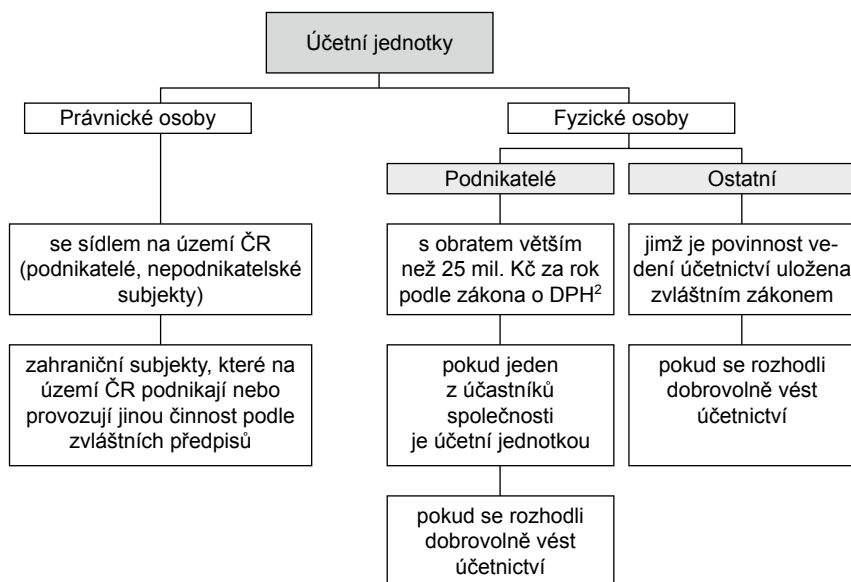 Účetní jednotky
Právnické osoby
Fyzické osoby
Podnikatelé
Ostatní
se sídlem na území ČR
(podnikatelé, nepodnikatelské
subjekty)
s obratem větším
než 25 mil. Kč za rok
podle zákona o DPH²
jimž je povinnost ve-
dení účetnictví uložena
zvláštním zákonem
zahraniční subjekty, které na
území ČR podnikají nebo
provozují jinou činnost podle
zvláštních předpisů
pokud jeden
z účastníků
společnosti
je účetní jednotkou
pokud se rozhodli
dobrovolně vést
účetnictví
pokud se rozhodli
dobrovolně vést
účetnictví